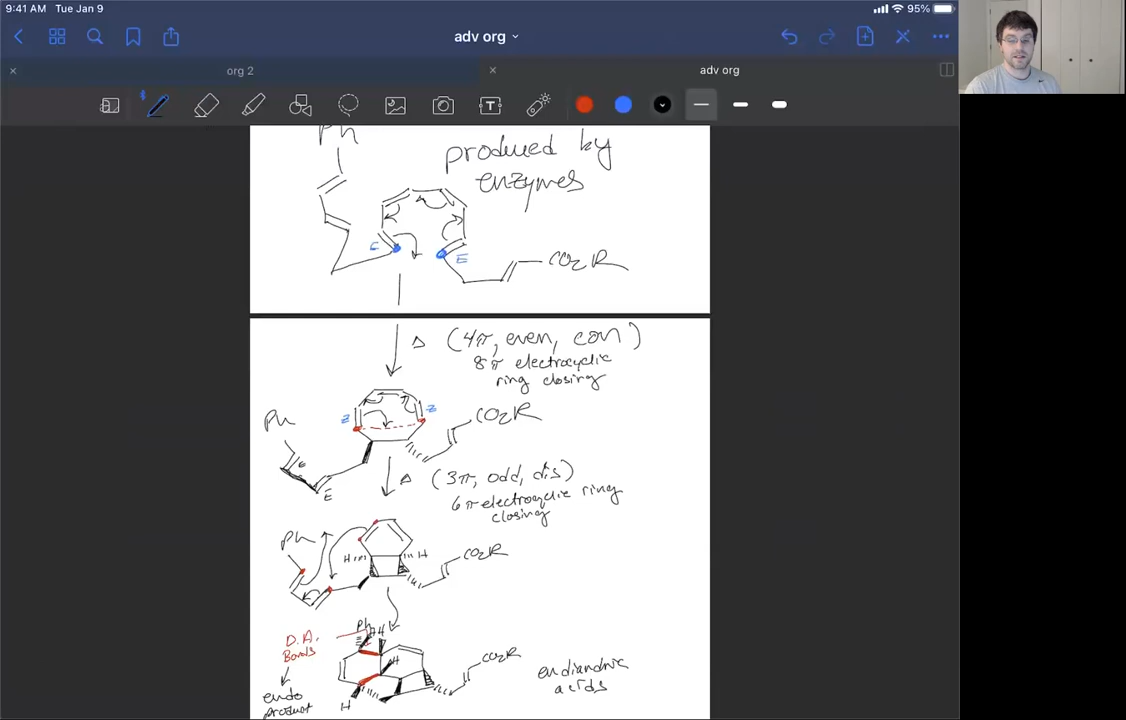 9:41 AM Tue Jan 9
95%
adv org
org 2
adv org
Ph
produced by
enzymes
E
E
CO2R
Δ (4π, even, con)
8π electrocyclic
ring closing
Z
Z
Ph
CO2R
E
E
Δ (3π, odd, dis)
6π electrocyclic ring
closing
Ph
H
H
CO2R
Ph
H
D.A.
Bonds
H
CO2R
endiandric
acids
endo
product
H